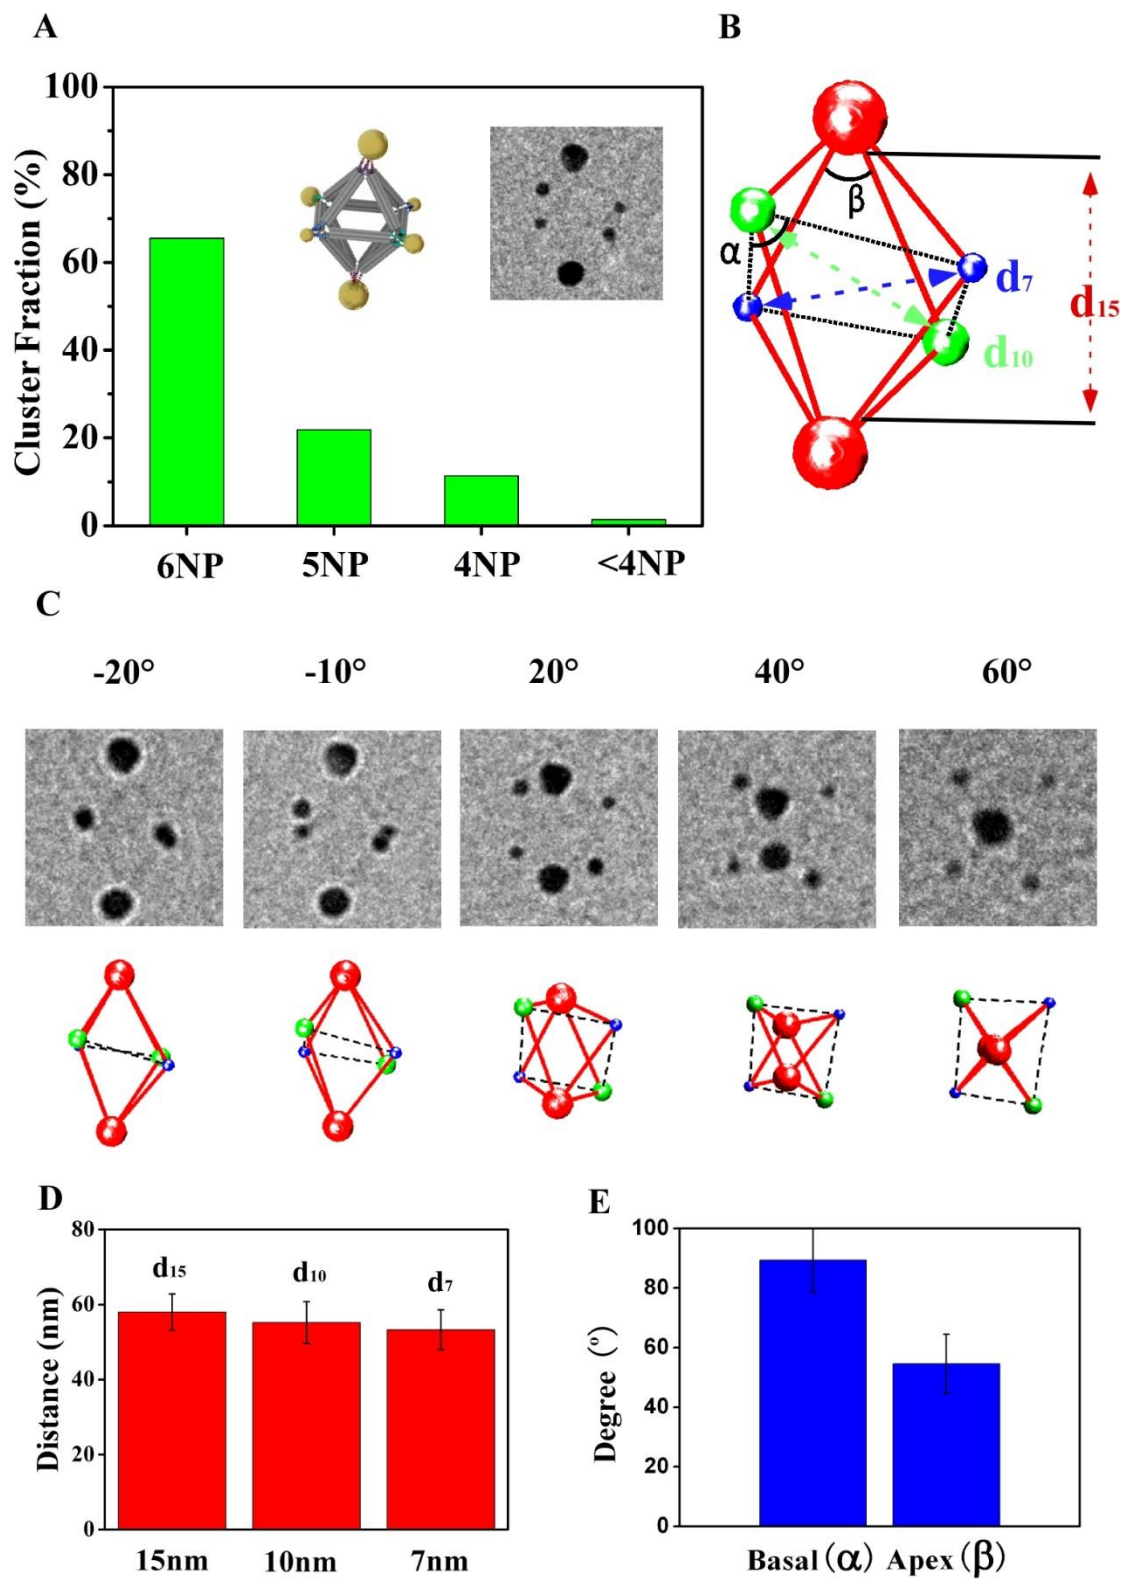 A
B
100
80
60
40
20
0
Cluster Fraction (%)
6NP
5NP
4NP
<4NP
α
β
d7
d10
d15
C
-20°
-10°
20°
40°
60°
D
80
60
40
20
0
Distance (nm)
d15
d10
d7
15nm
10nm
7nm
E
100
80
60
40
20
0
Degree (°)
Basal (α) Apex (β)